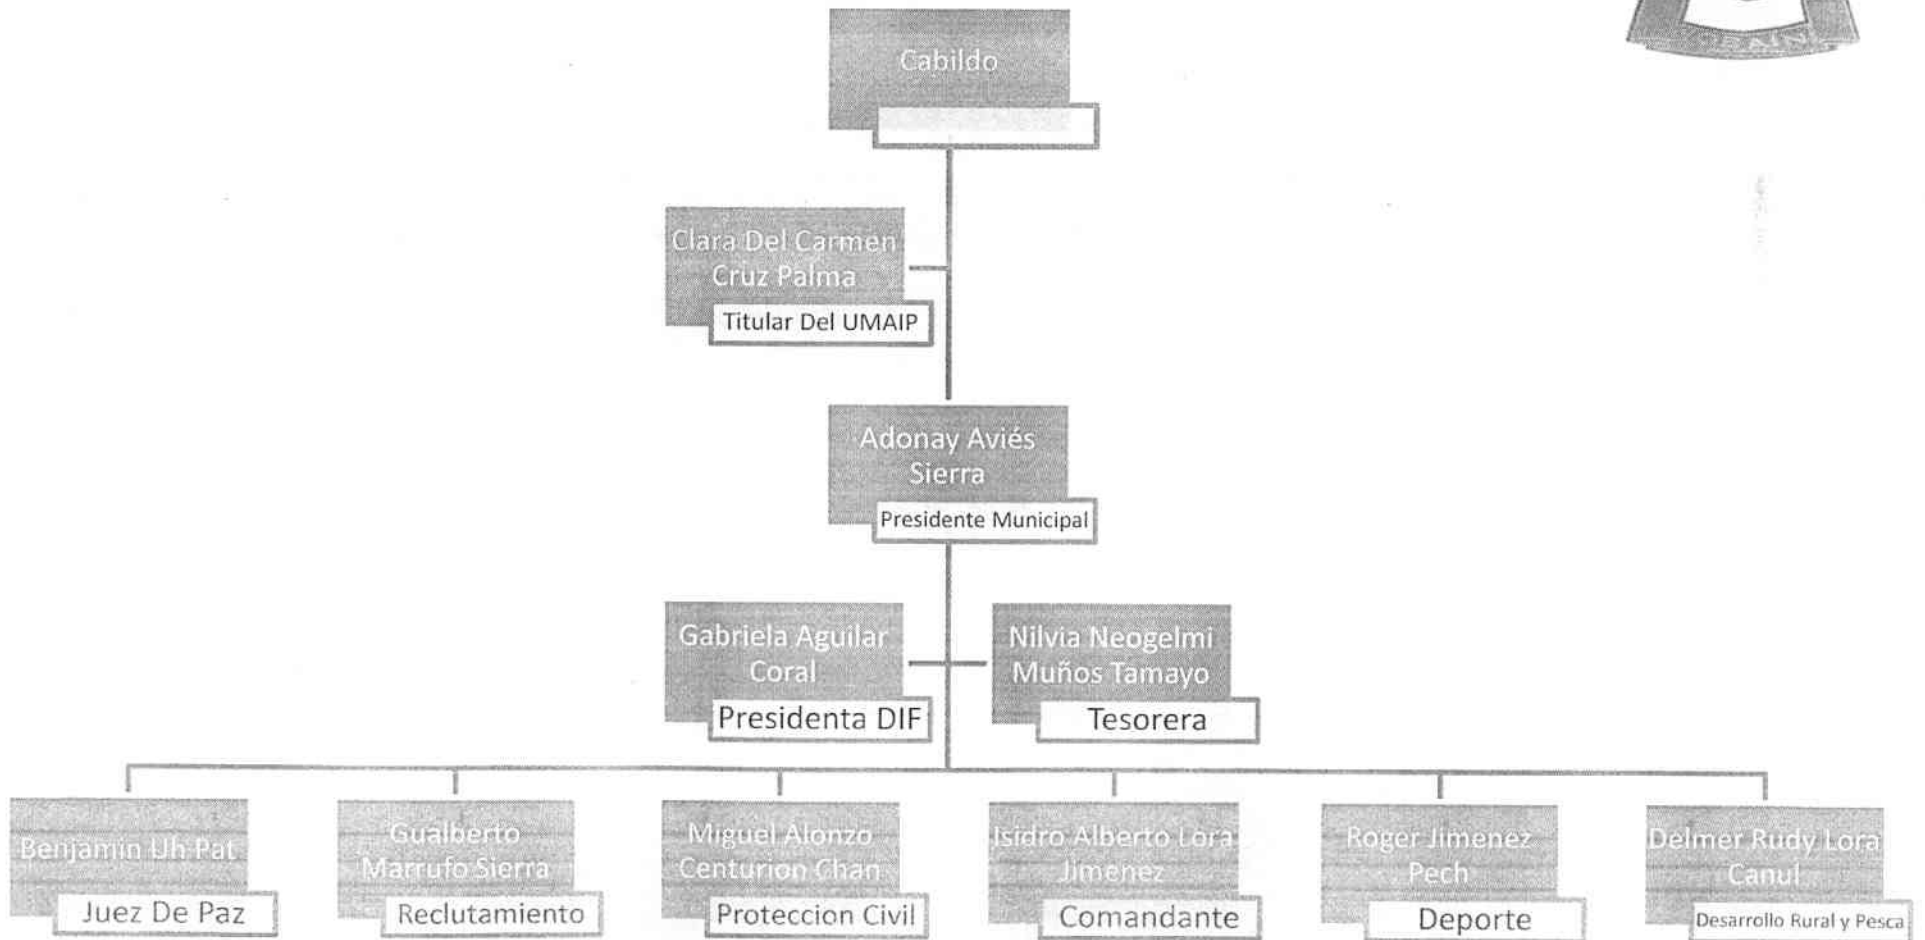 Cabildo
Clara Del Carmen
Cruz Palma
Titular Del UMAIP
Adonay Aviés
Sierra
Presidente Municipal
Gabriela Aguilar
Coral
Presidenta DIF
Nilvia Neogelmi
Muños Tamayo
Tesorera
Benjamin Uh Pat
Juez De Paz
Gualberto
Marrufo Sierra
Reclutamiento
Miguel Alonzo
Centurion Chan
Proteccion Civil
Isidro Alberto Lora
Jimenez
Comandante
Roger Jimenez
Pech
Deporte
Delmer Rudy Lora
Canul
Desarrollo Rural y Pesca